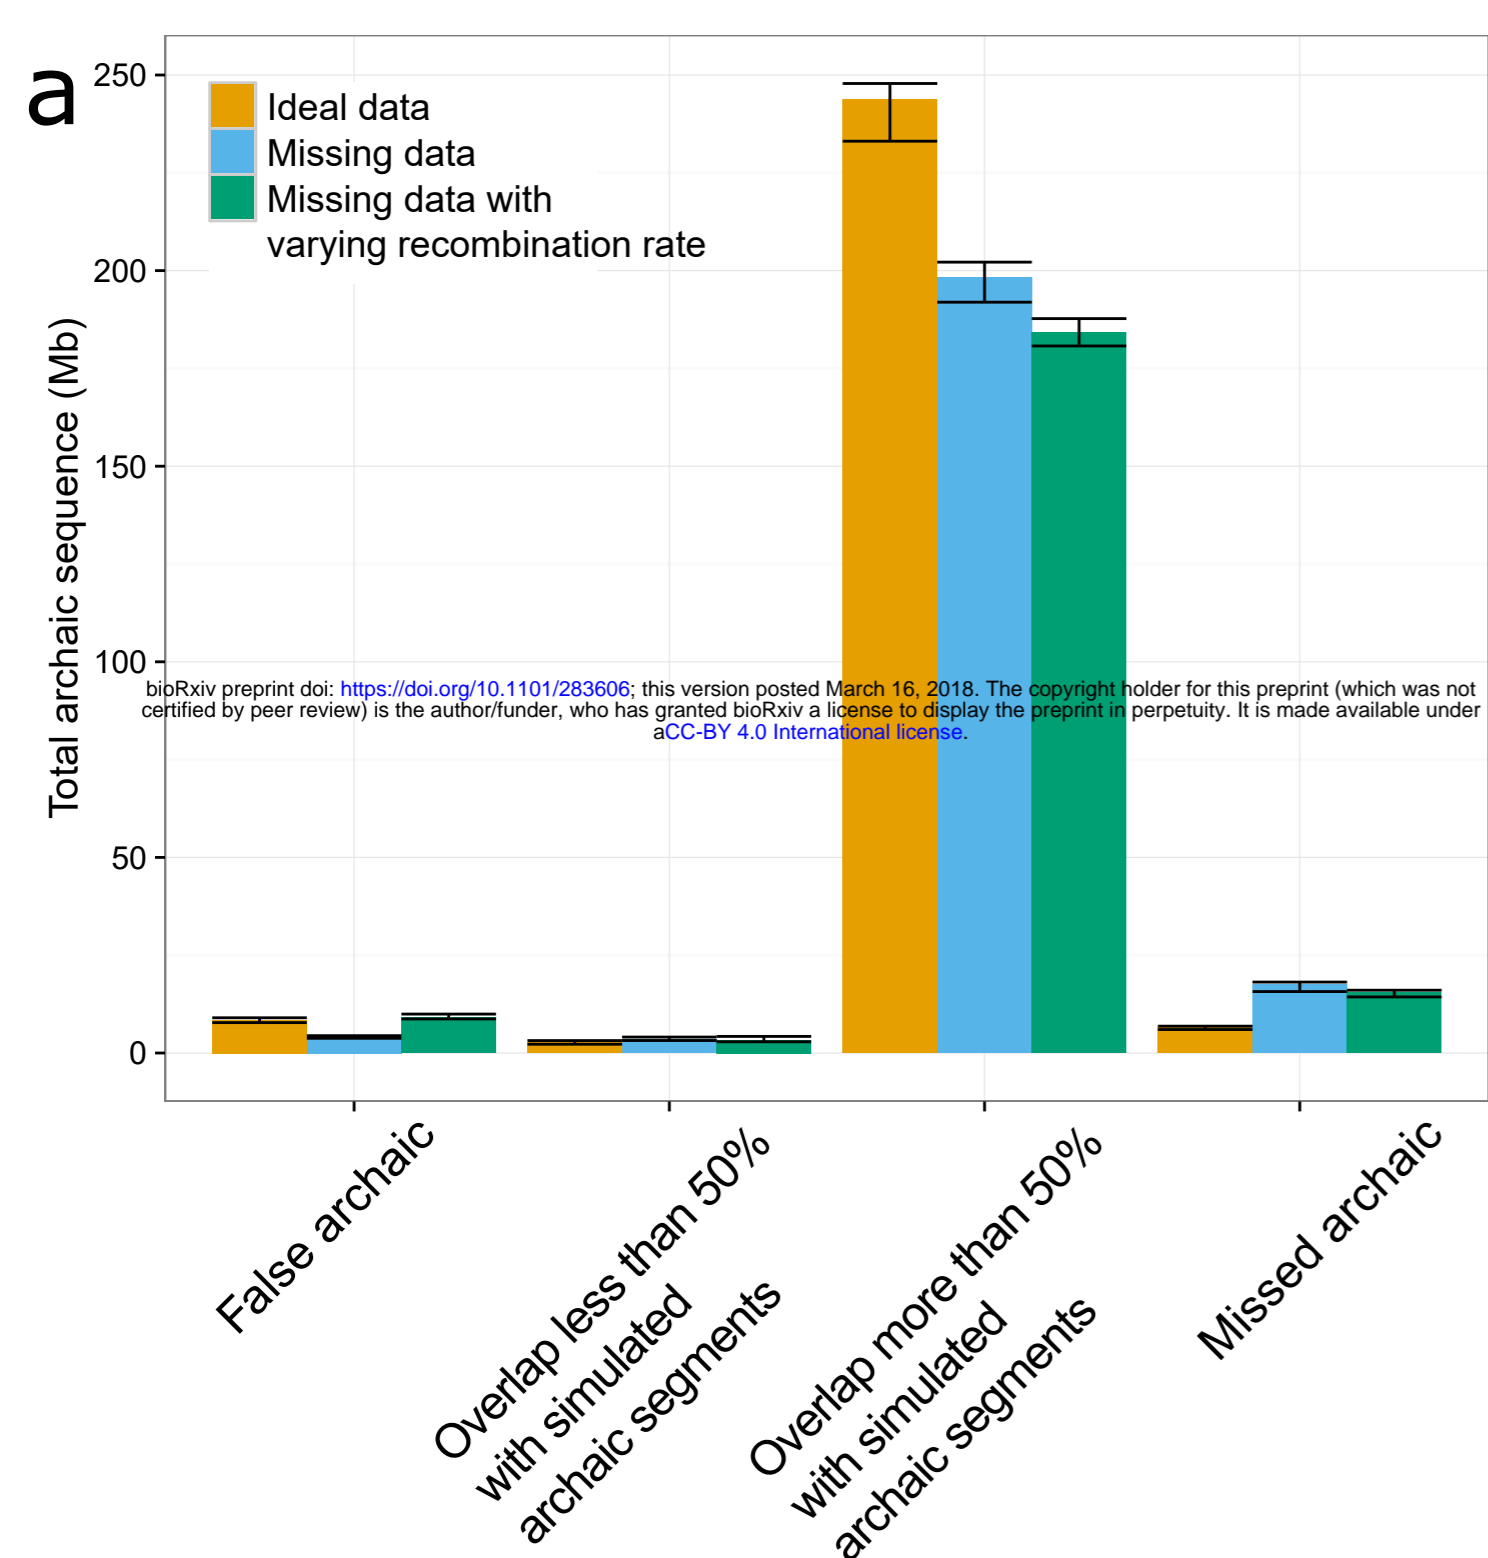 a
250
200
150
100
50
0
Total archaic sequence (Mb)
Ideal data
Missing data
Missing data with
varying recombination rate
bioRxiv preprint doi: https://doi.org/10.1101/283606; this version posted March 16, 2018. The copyright holder for this preprint (which was not
certified by peer review) is the author/funder, who has granted bioRxiv a license to display the preprint in perpetuity. It is made available under
aCC-BY 4.0 International license.
False archaic
Overlap less than 50%
with simulated
archaic segments
Overlap more than 50%
with simulated
archaic segments
Missed archaic